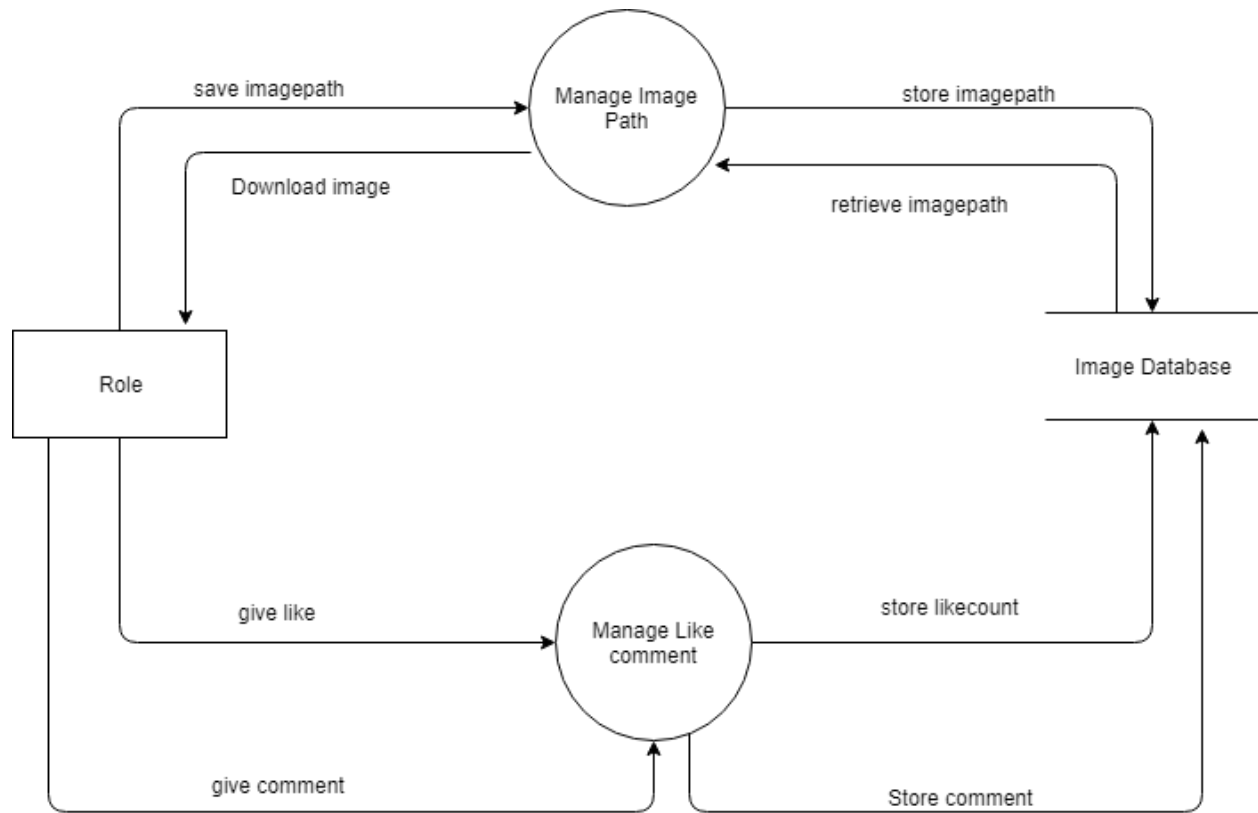 save imagepath
Manage Image
Path
store imagepath
Download image
retrieve imagepath
Role
Image Database
give like
Manage Like
comment
store likecount
give comment
Store comment